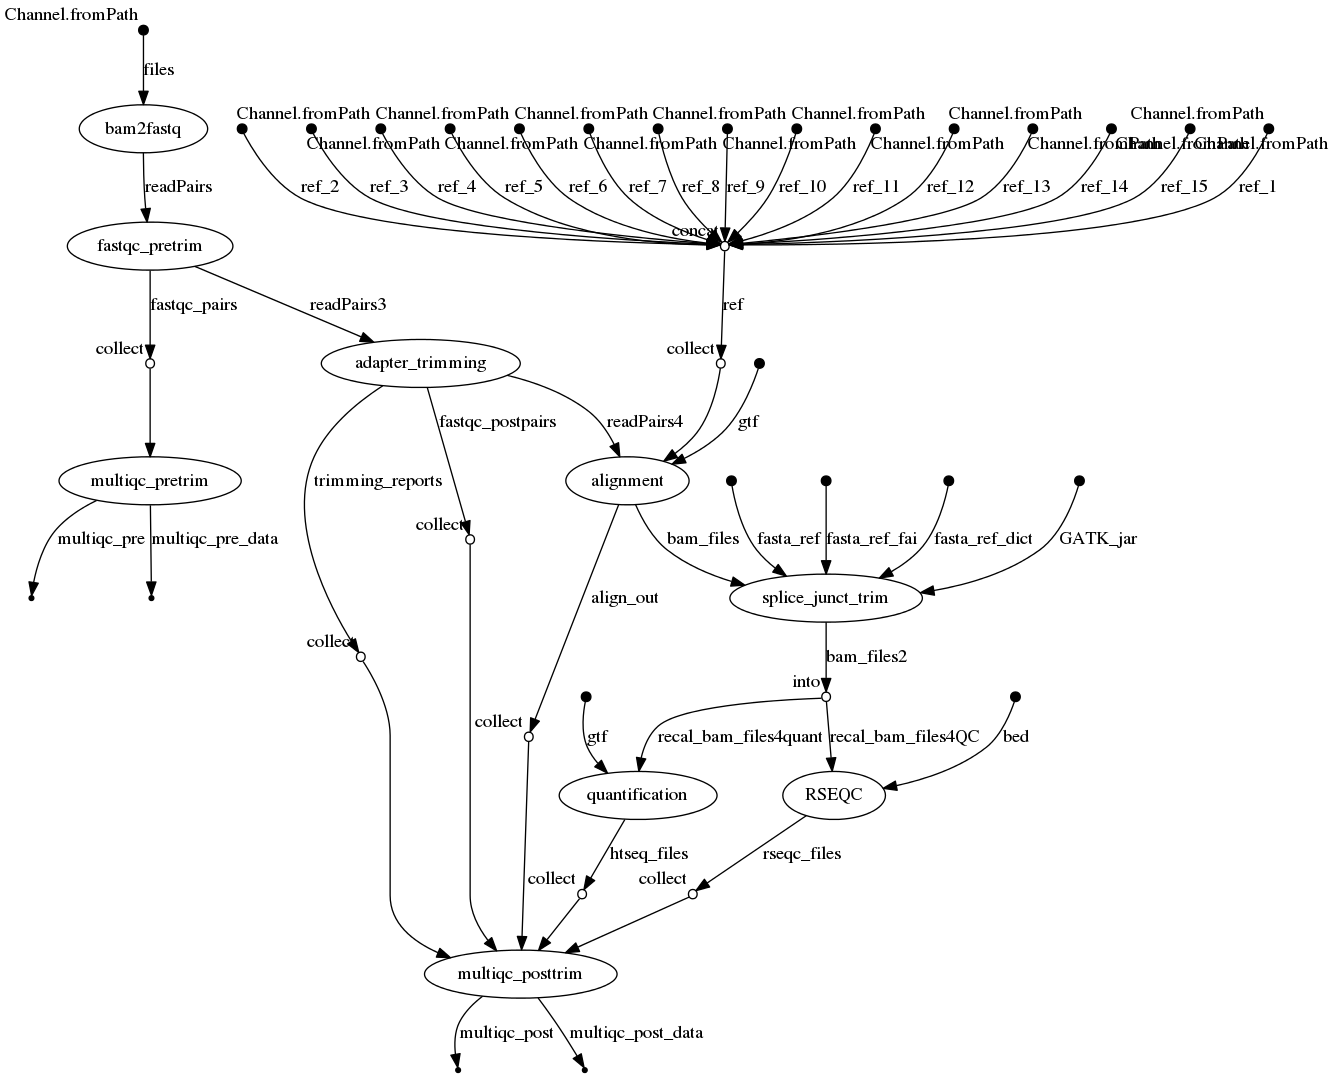 Channel.fromPath
files
bam2fastq
Channel.fromPath Channel.fromPath Channel.fromPath Channel.fromPath Channel.fromPath Channel.fromPath Channel.fromPath
Channel.fromPath Channel.fromPath Channel.fromPath Channel.fromPath Channel.fromPath Channel.fromPath Channel.fromPath
readPairs
ref_2 ref_3 ref_4 ref_5 ref_6 ref_7 ref_8 ref_9 ref_10 ref_11 ref_12 ref_13 ref_14 ref_15 ref_1
concat
fastqc_pretrim
fastqc_pairs
readPairs3
ref
collect
collect
adapter_trimming
fastqc_postpairs
readPairs4
gtf
trimming_reports
multiqc_pretrim
alignment
collect
multiqc_pre
multiqc_pre_data
bam_files
fasta_ref
fasta_ref_fai
fasta_ref_dict
GATK_jar
align_out
splice_junct_trim
collect
bam_files2
into
collect
gtf
recal_bam_files4quant
recal_bam_files4QC
bed
quantification
RSEQC
htseq_files
rseqc_files
collect
collect
multiqc_posttrim
multiqc_post
multiqc_post_data